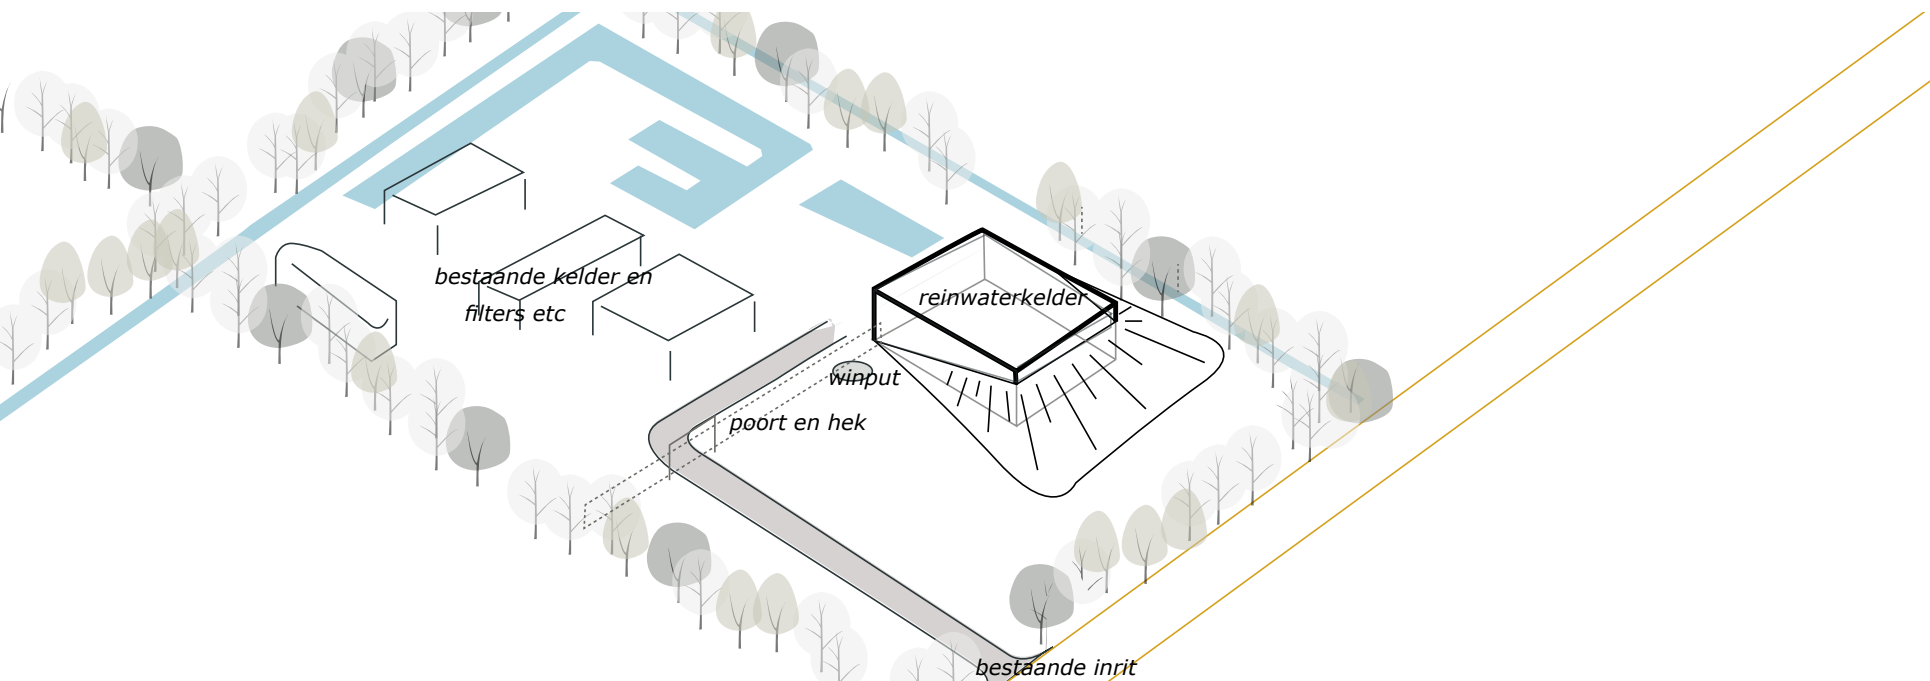 bestaande kelder en
filters etc
reinwaterkelder
winput
poort en hek
bestaande inrit